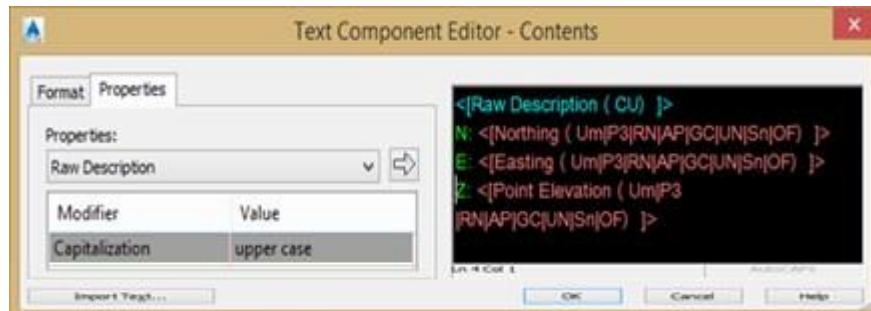 Text Component Editor - Contents
Format Properties
Properties:
Raw Description
Modifier Value
Capitalization upper case
<[Raw Description ( CU) ]>
N: <[Northing ( Um|P3|RN|AP|GC|UN|Sn|OF) ]>
E: <[Easting ( Um|P3|RN|AP|GC|UN|Sn|OF) ]>
Z: <[Point Elevation ( Um|P3
|RN|AP|GC|UN|Sn|OF) ]>
Ln 4 Col 1 AUTOCAPS
Import Text... OK Cancel Help